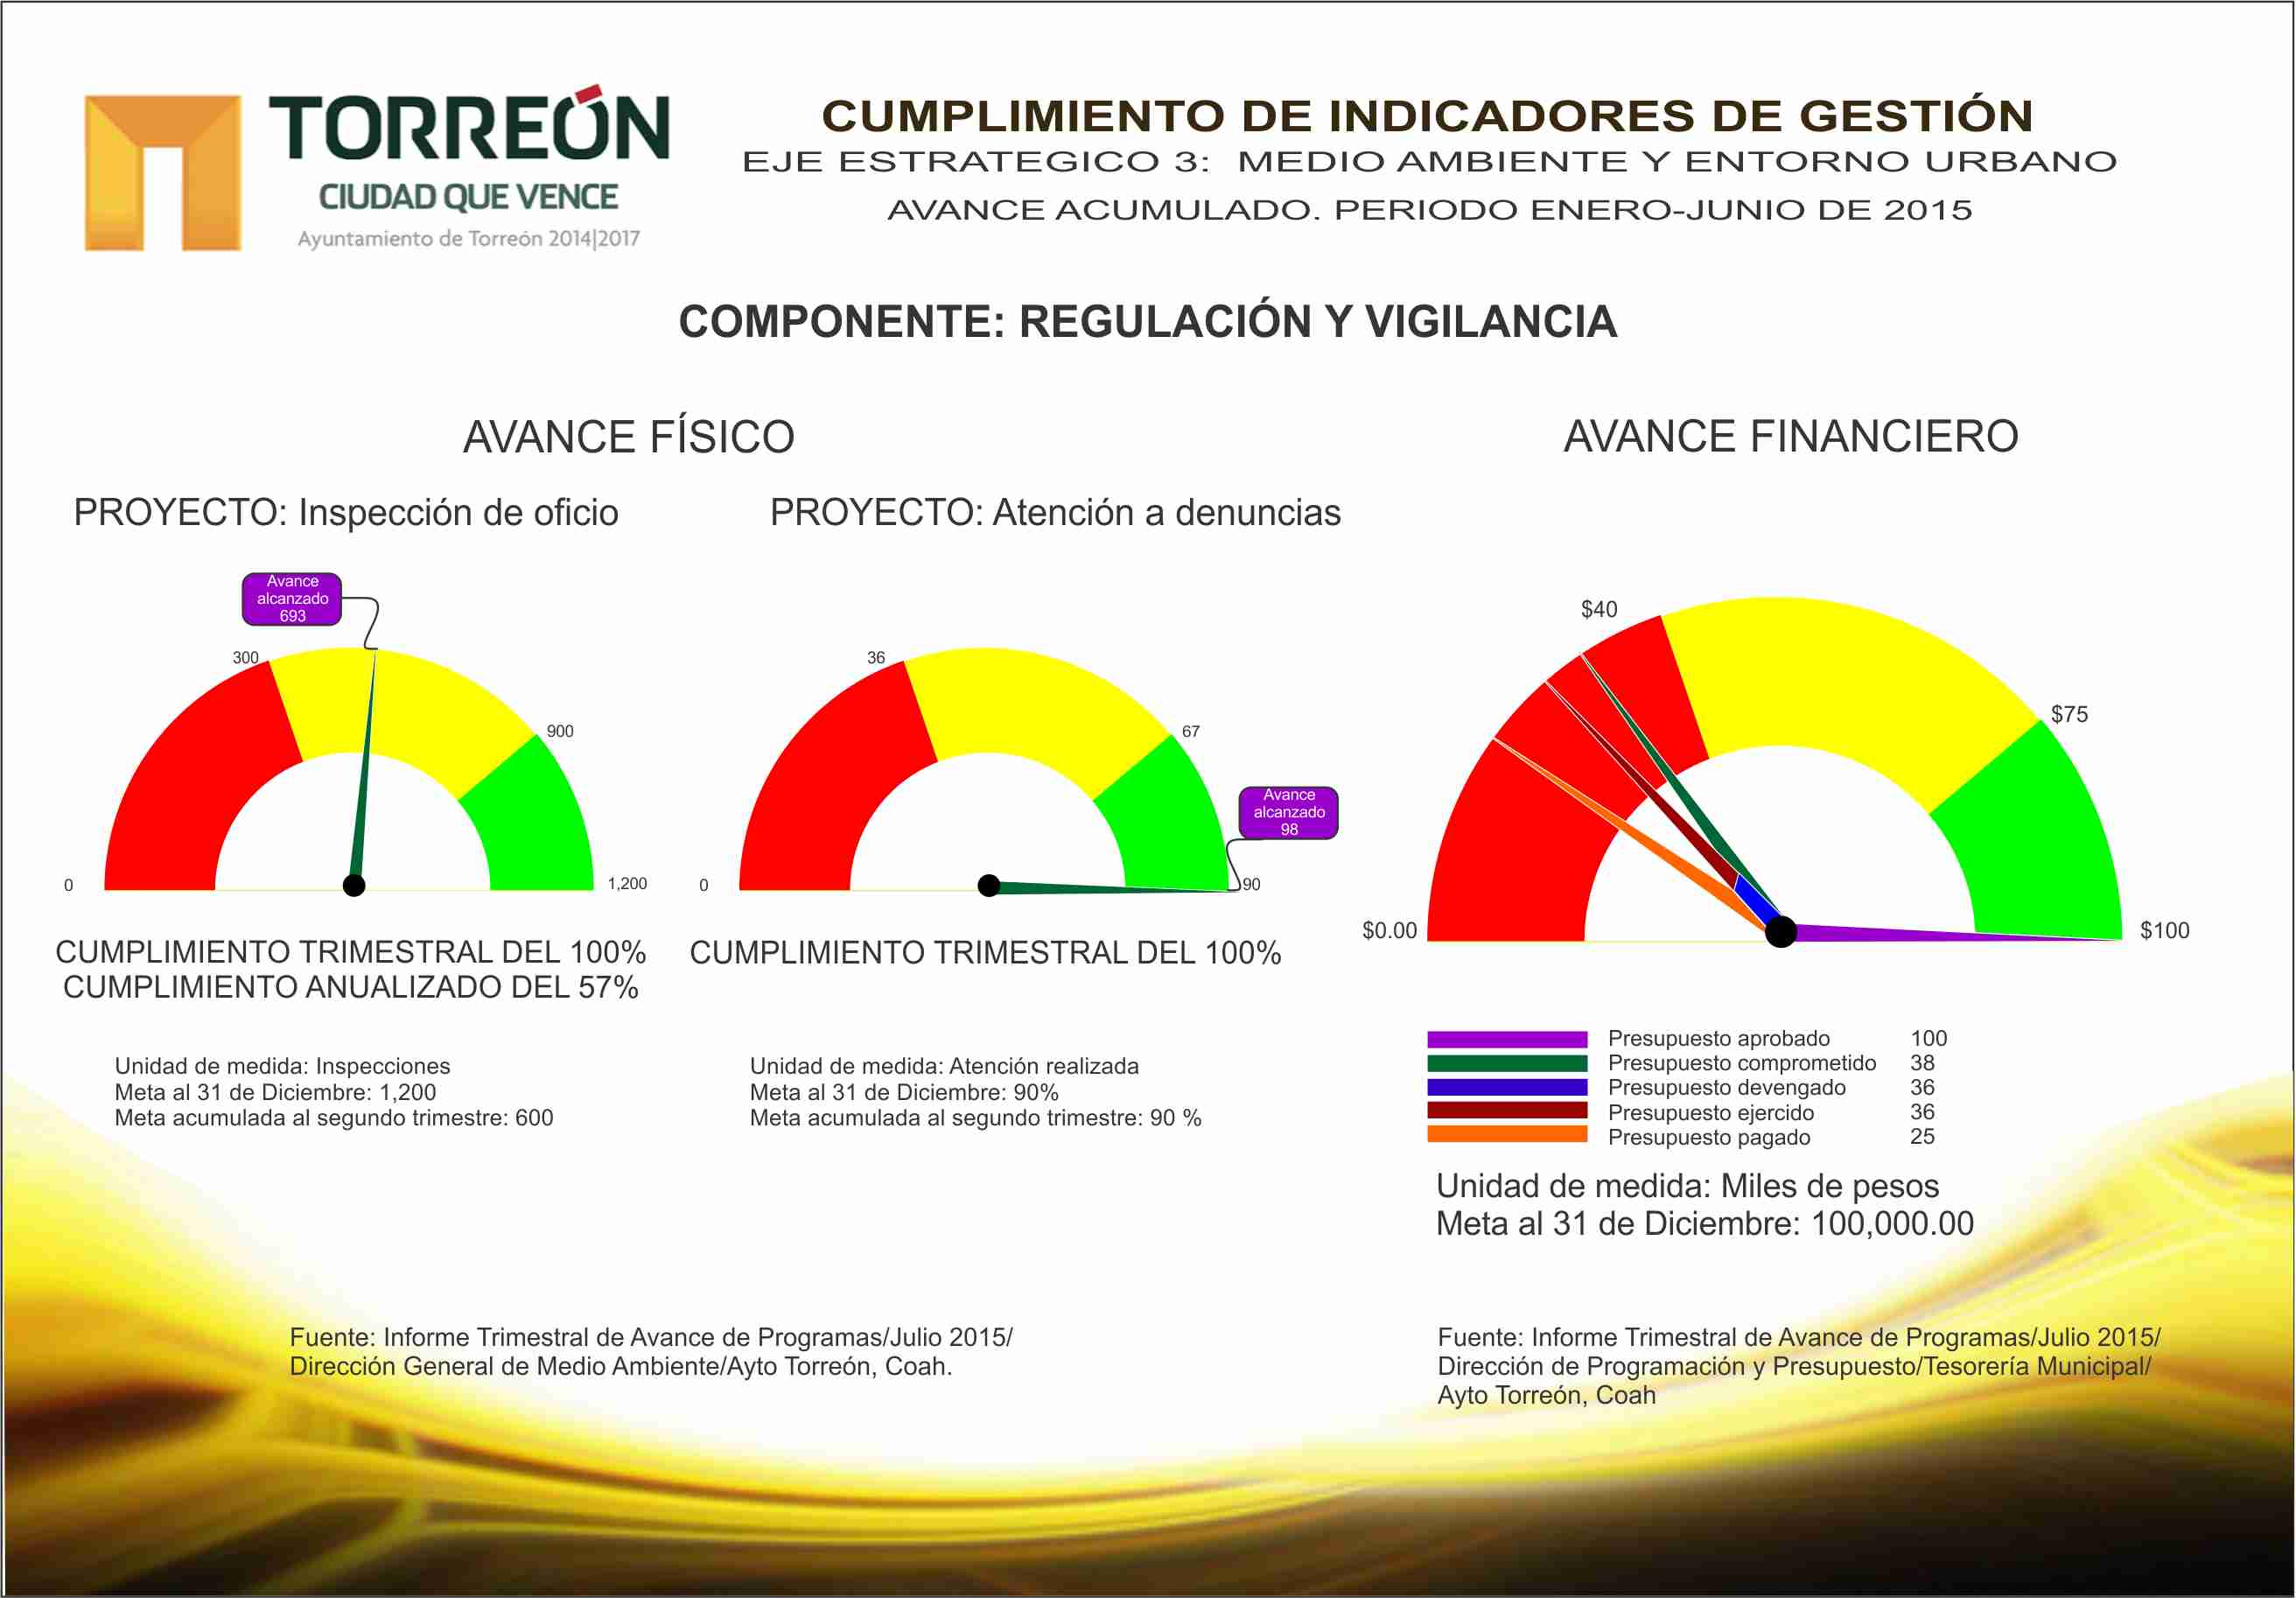 TORREÓN
CIUDAD QUE VENCE
Ayuntamiento de Torreón 2014|2017
CUMPLIMIENTO DE INDICADORES DE GESTIÓN
EJE ESTRATEGICO 3: MEDIO AMBIENTE Y ENTORNO URBANO
AVANCE ACUMULADO. PERIODO ENERO-JUNIO DE 2015
COMPONENTE: REGULACIÓN Y VIGILANCIA
AVANCE FÍSICO
PROYECTO: Inspección de oficio
Avance
alcanzado
693
300
900
0
1,200
CUMPLIMIENTO TRIMESTRAL DEL 100%
CUMPLIMIENTO ANUALIZADO DEL 57%
Unidad de medida: Inspecciones
Meta al 31 de Diciembre: 1,200
Meta acumulada al segundo trimestre: 600
PROYECTO: Atención a denuncias
36
67
Avance
alcanzado
98
0
90
CUMPLIMIENTO TRIMESTRAL DEL 100%
Unidad de medida: Atención realizada
Meta al 31 de Diciembre: 90%
Meta acumulada al segundo trimestre: 90 %
Fuente: Informe Trimestral de Avance de Programas/Julio 2015/
Dirección General de Medio Ambiente/Ayto Torreón, Coah.
AVANCE FINANCIERO
$40
$75
$0.00
$100
Presupuesto aprobado 100
Presupuesto comprometido 38
Presupuesto devengado 36
Presupuesto ejercido 36
Presupuesto pagado 25
Unidad de medida: Miles de pesos
Meta al 31 de Diciembre: 100,000.00
Fuente: Informe Trimestral de Avance de Programas/Julio 2015/
Dirección de Programación y Presupuesto/Tesorería Municipal/
Ayto Torreón, Coah